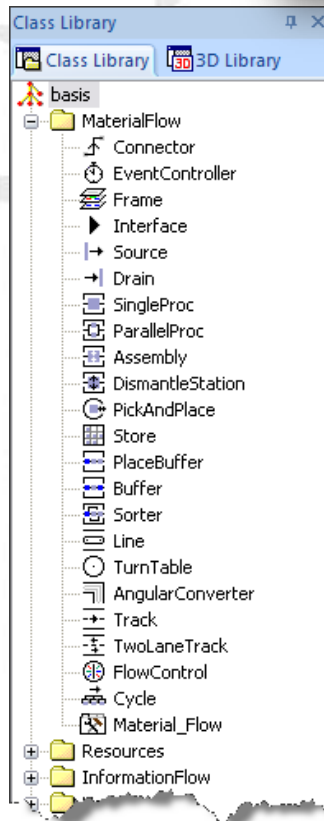 Class Library
Class Library 3D Library
basis
MaterialFlow
Connector
EventController
Frame
Interface
Source
Drain
SingleProc
ParallelProc
Assembly
DismantleStation
PickAndPlace
Store
PlaceBuffer
Buffer
Sorter
Line
TurnTable
AngularConverter
Track
TwoLaneTrack
FlowControl
Cycle
Material_Flow
Resources
InformationFlow